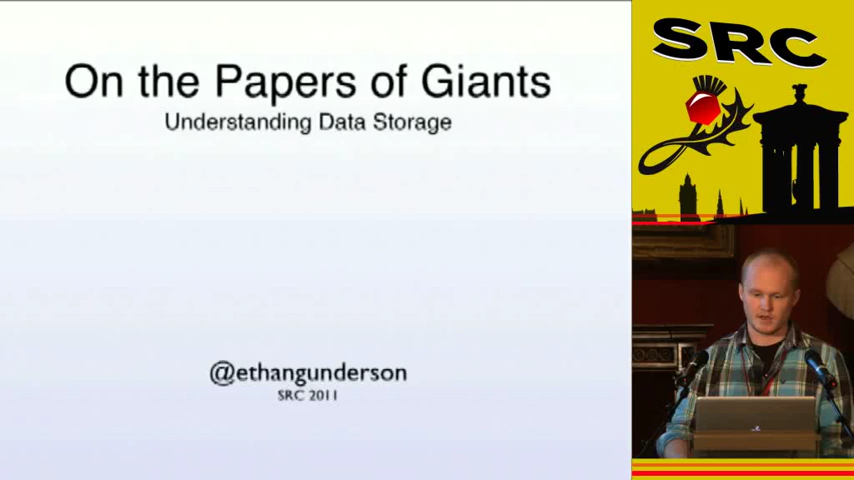 On the Papers of Giants
Understanding Data Storage
@ethangunderson
SRC 2011
SRC